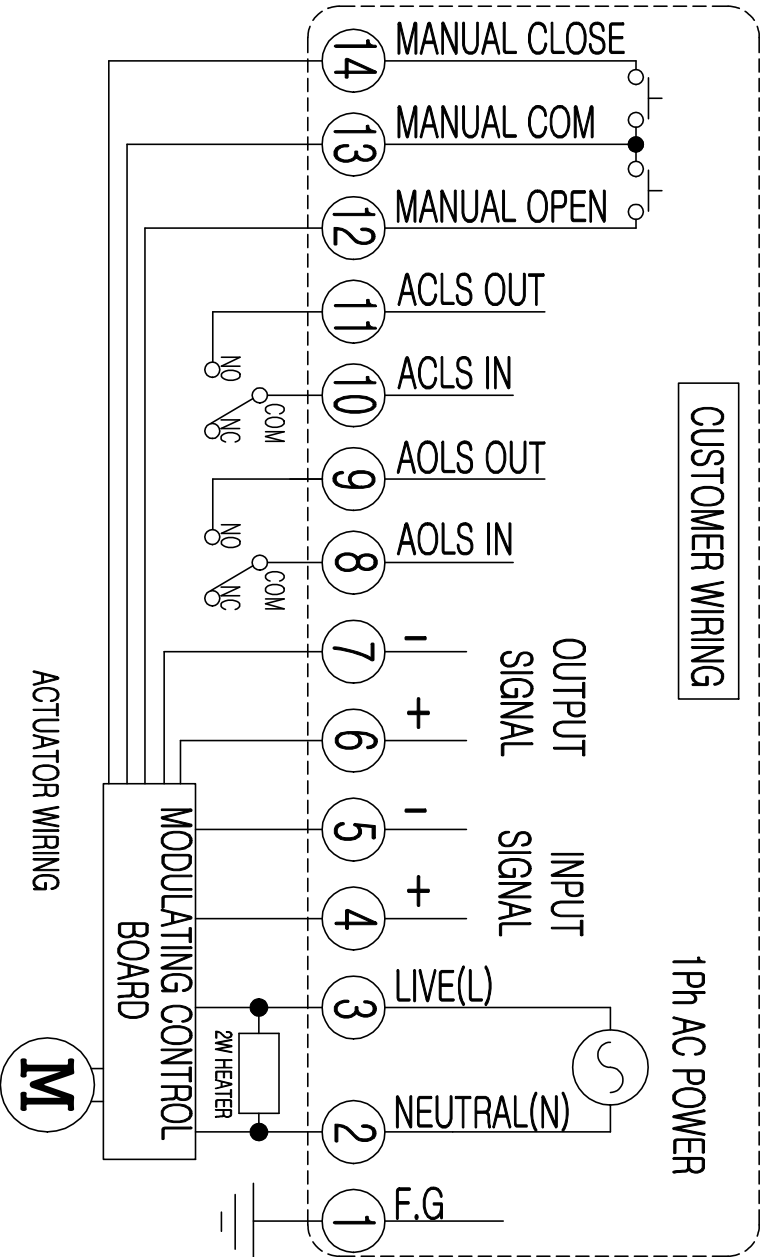 CUSTOMER WIRING
1Ph AC POWER
OUTPUT
SIGNAL
INPUT
SIGNAL
MANUAL CLOSE
MANUAL COM
MANUAL OPEN
ACLS OUT
ACLS IN
AOLS OUT
AOLS IN
-
+
-
+
LIVE(L)
NEUTRAL(N)
F.G
14
13
12
11
10
9
8
7
6
5
4
3
2
1
COM
NO
NC
COM
NO
NC
2W HEATER
MODULATING CONTROL
BOARD
M
ACTUATOR WIRING